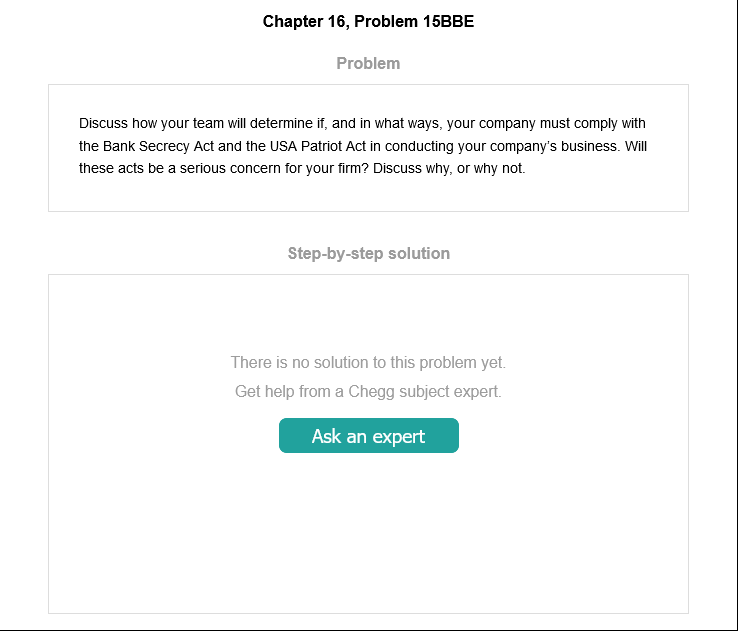 Chapter 16, Problem 15BBE
Problem
Discuss how your team will determine if, and in what ways, your company must comply with
the Bank Secrecy Act and the USA Patriot Act in conducting your company's business. Will
these acts be a serious concern for your firm? Discuss why, or why not.
Step-by-step solution
There is no solution to this problem yet.
Get help from a Chegg subject expert.
Ask an expert